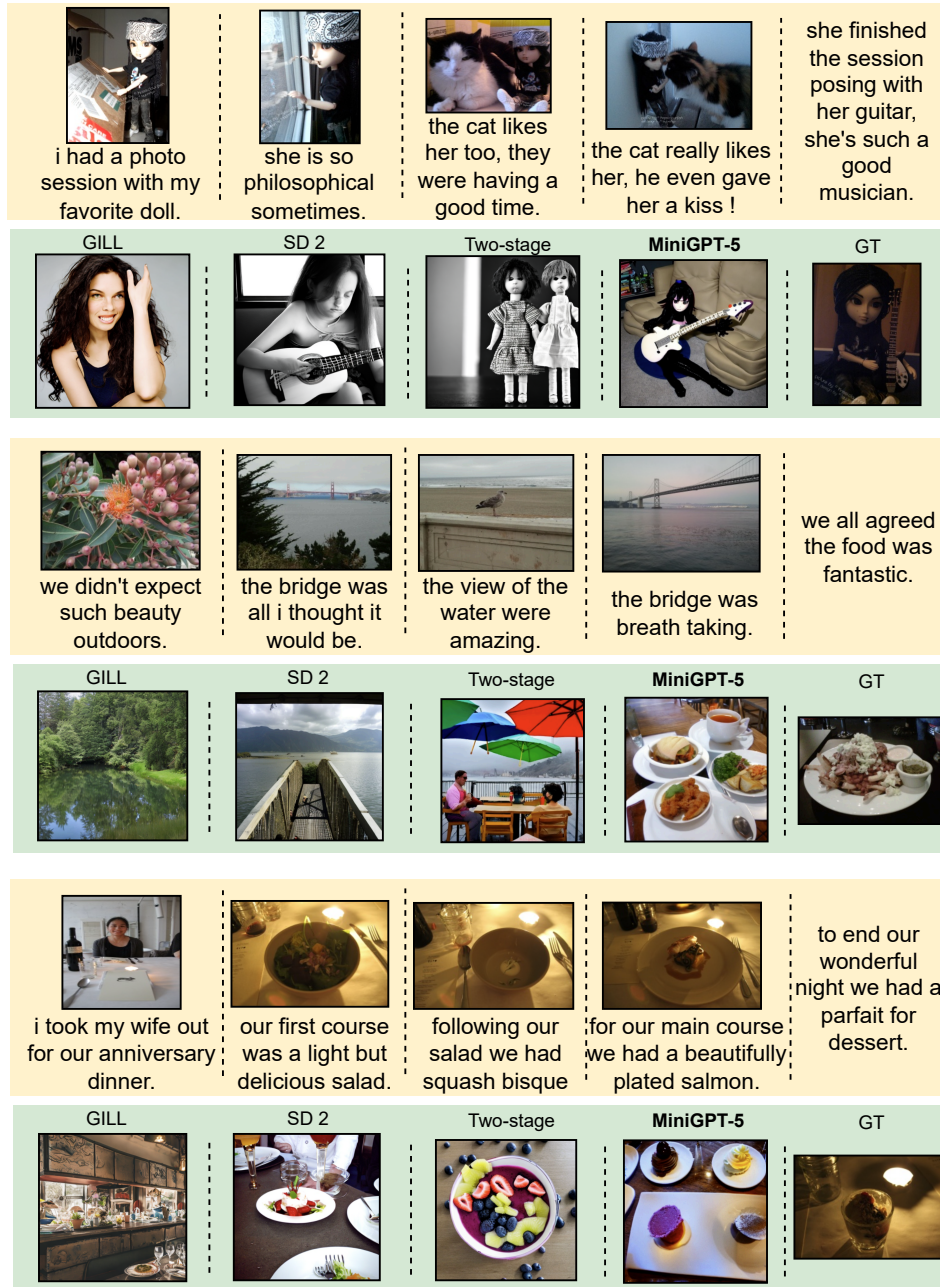 i had a photo
session with my
favorite doll.
she is so
philosophical
sometimes.
the cat likes
her too, they
were having a
good time.
the cat really likes
her, he even gave
her a kiss !
she finished
the session
posing with
her guitar,
she's such a
good
musician.
GILL
SD 2
Two-stage
MiniGPT-5
GT
we didn't expect
such beauty
outdoors.
the bridge was
all i thought it
would be.
the view of the
water were
amazing.
the bridge was
breath taking.
we all agreed
the food was
fantastic.
GILL
SD 2
Two-stage
MiniGPT-5
GT
i took my wife out
for our anniversary
dinner.
our first course
was a light but
delicious salad.
following our
salad we had
squash bisque
for our main course
we had a beautifully
plated salmon.
to end our
wonderful
night we had a
parfait for
dessert.
GILL
SD 2
Two-stage
MiniGPT-5
GT